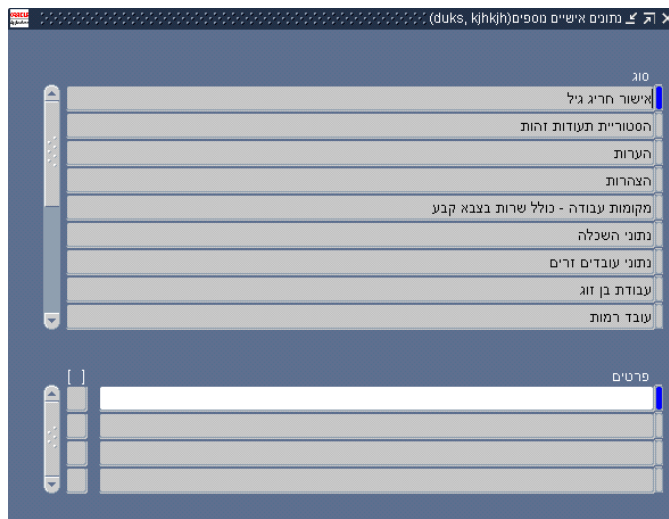 נתונים אישיים נוספים(duks, kjhkjh)
ORACLE
סוג
אישור חריג גיל
הסטוריית תעודות זהות
הערות
הצהרות
מקומות עבודה - כולל שרות בצבא קבע
נתוני השכלה
נתוני עובדים זרים
עבודת בן זוג
עובד רמות
פרטים
[ ]